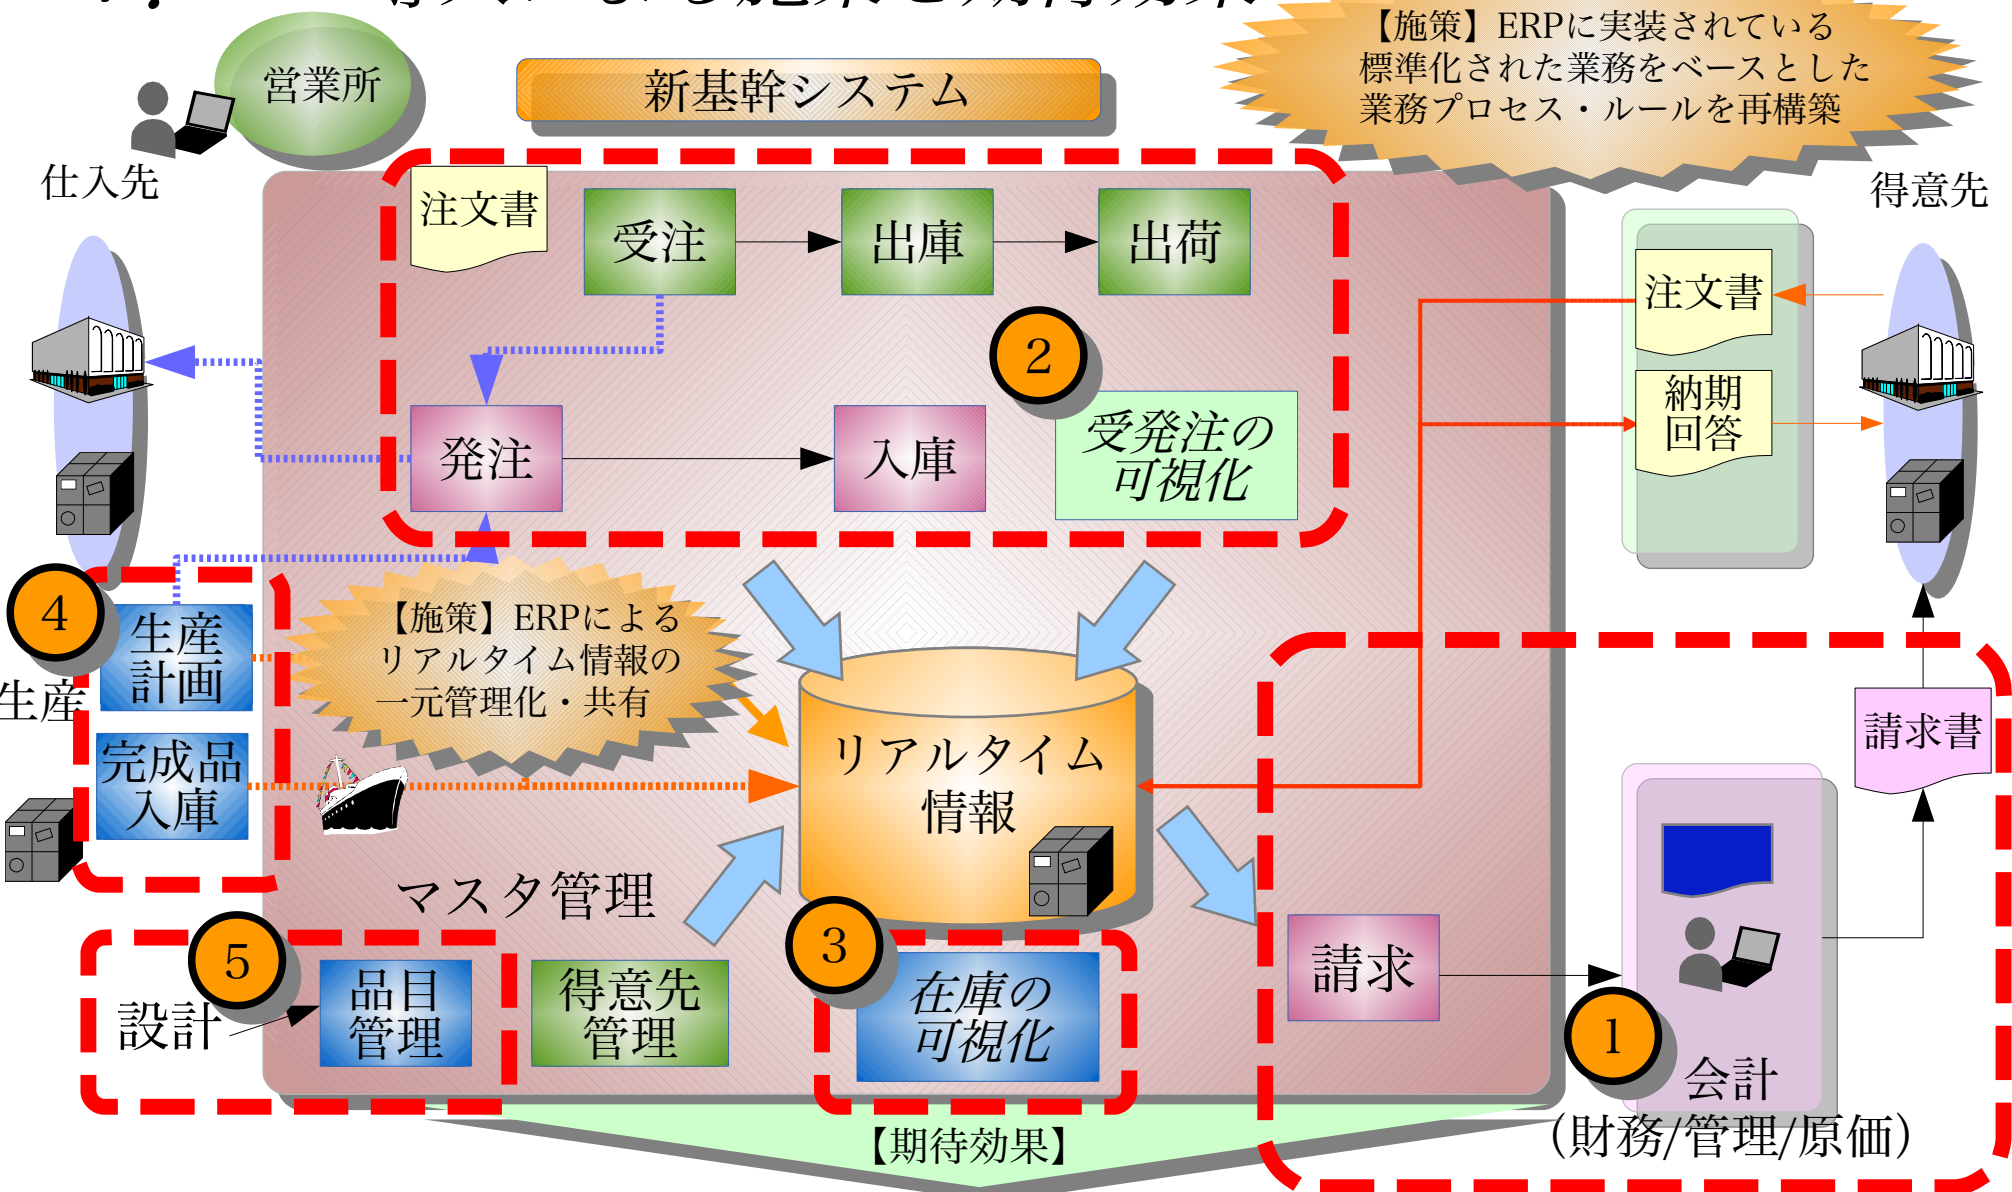 営業所
新基幹システム
【施策】ERPに実装されている
標準化された業務をベースとした
業務プロセス・ルールを再構築
仕入先
得意先
注文書
受注
出庫
出荷
注文書
2
納期
回答
発注
入庫
受発注の
可視化
4
生産
計画
生産
【施策】ERPによる
リアルタイム情報の
一元管理化・共有
完成品
入庫
リアルタイム
情報
請求書
マスタ管理
5
3
設計
品目
管理
得意先
管理
在庫の
可視化
請求
1
会計
(財務/管理/原価)
【期待効果】